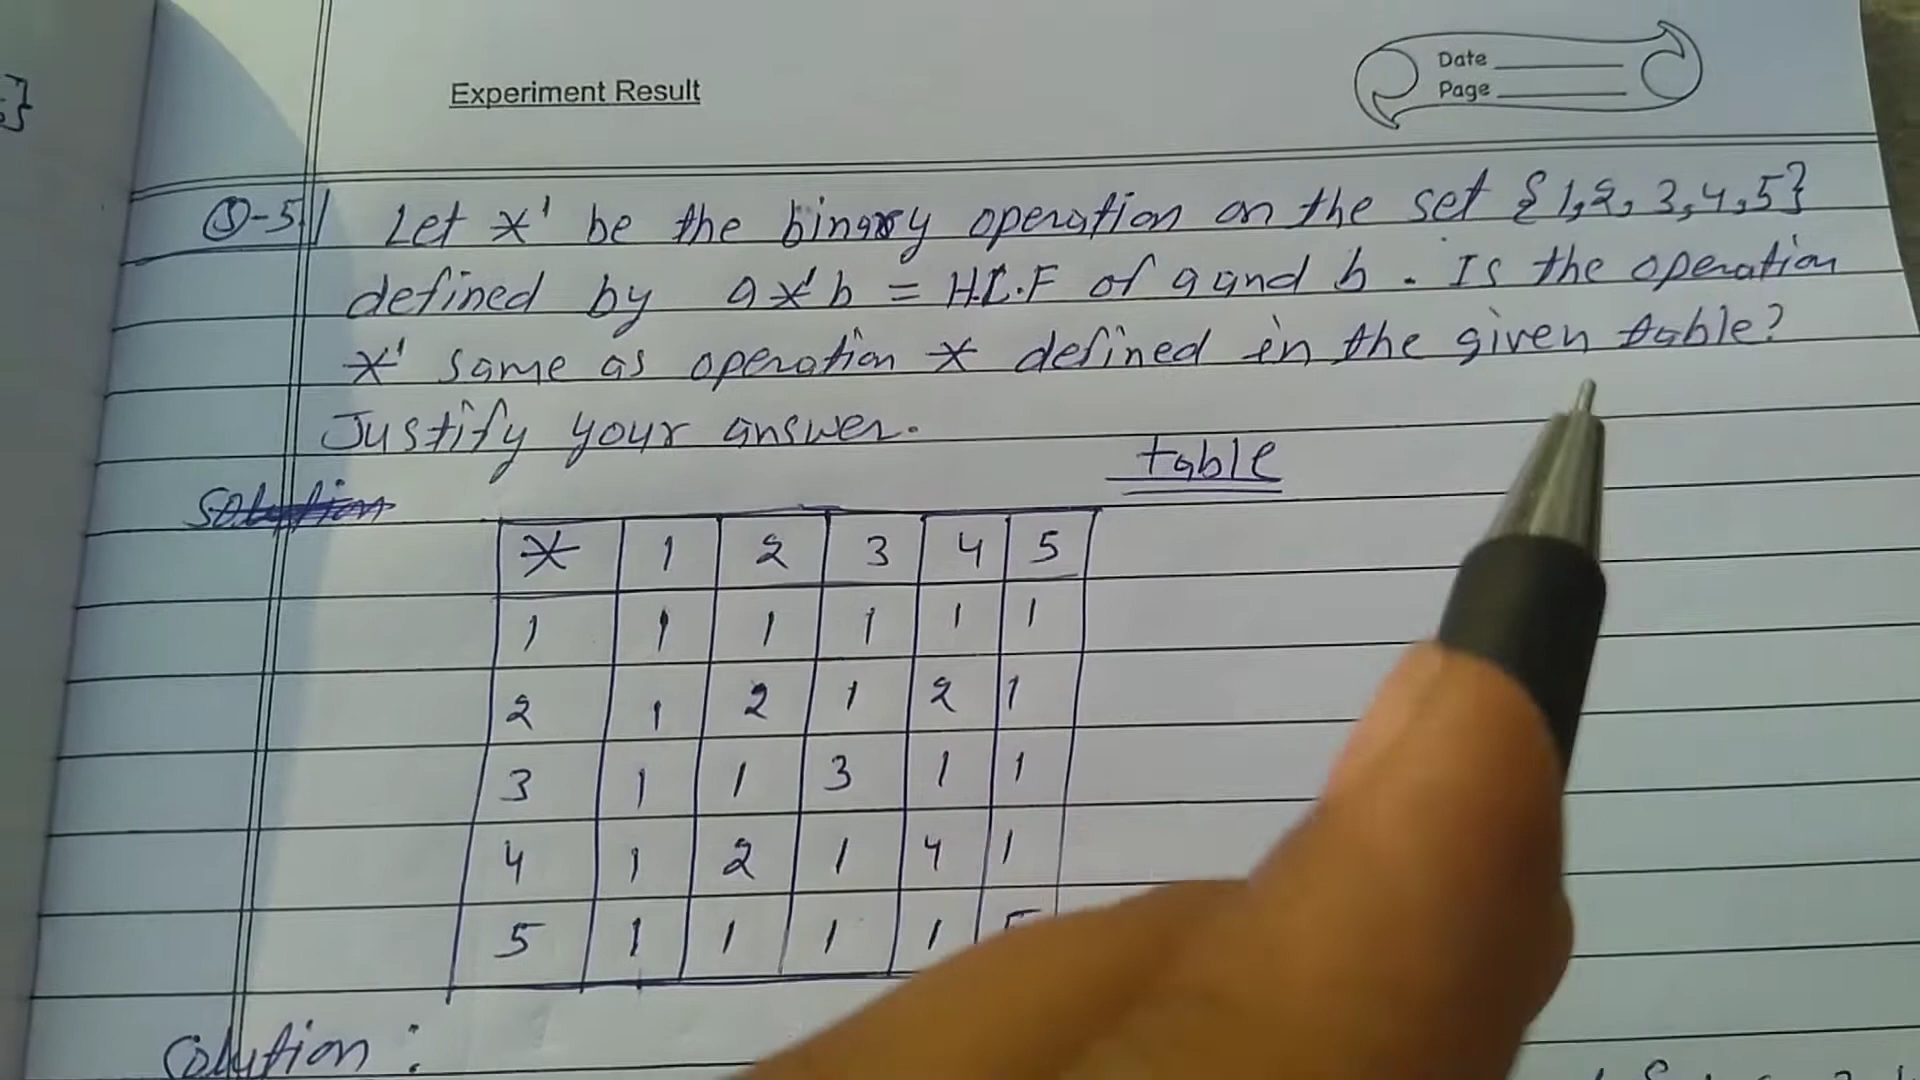 5}
Experiment Result
Date
Page
Q-5. Let *' be the binary operation on the set {1,2,3,4,5}
defined by a*'b = H.C.F of a and b. Is the operation
*' same as operation * defined in the given table?
Justify your answer.
table
Solution
* 1 2 3 4 5
1 1 1 1 1 1
2 1 2 1 2 1
3 1 1 3 1 1
4 1 2 1 4 1
5 1 1 1 1 5
Solution :